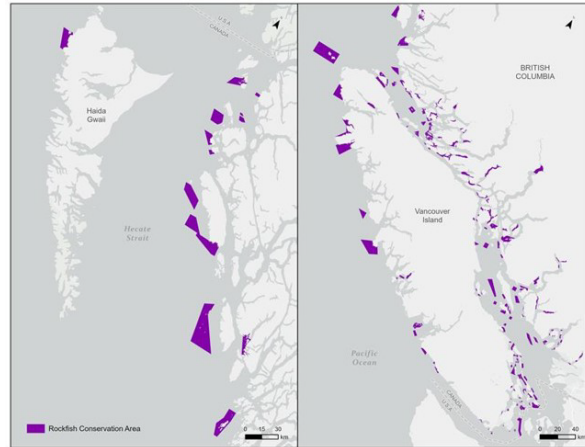 U.S.A.
CANADA
Haida
Gwaii
Hecate
Strait
Rockfish Conservation Area
0 15 30
km
BRITISH
COLUMBIA
Vancouver
Island
Pacific
Ocean
CANADA
U.S.A.
0 20 40
km